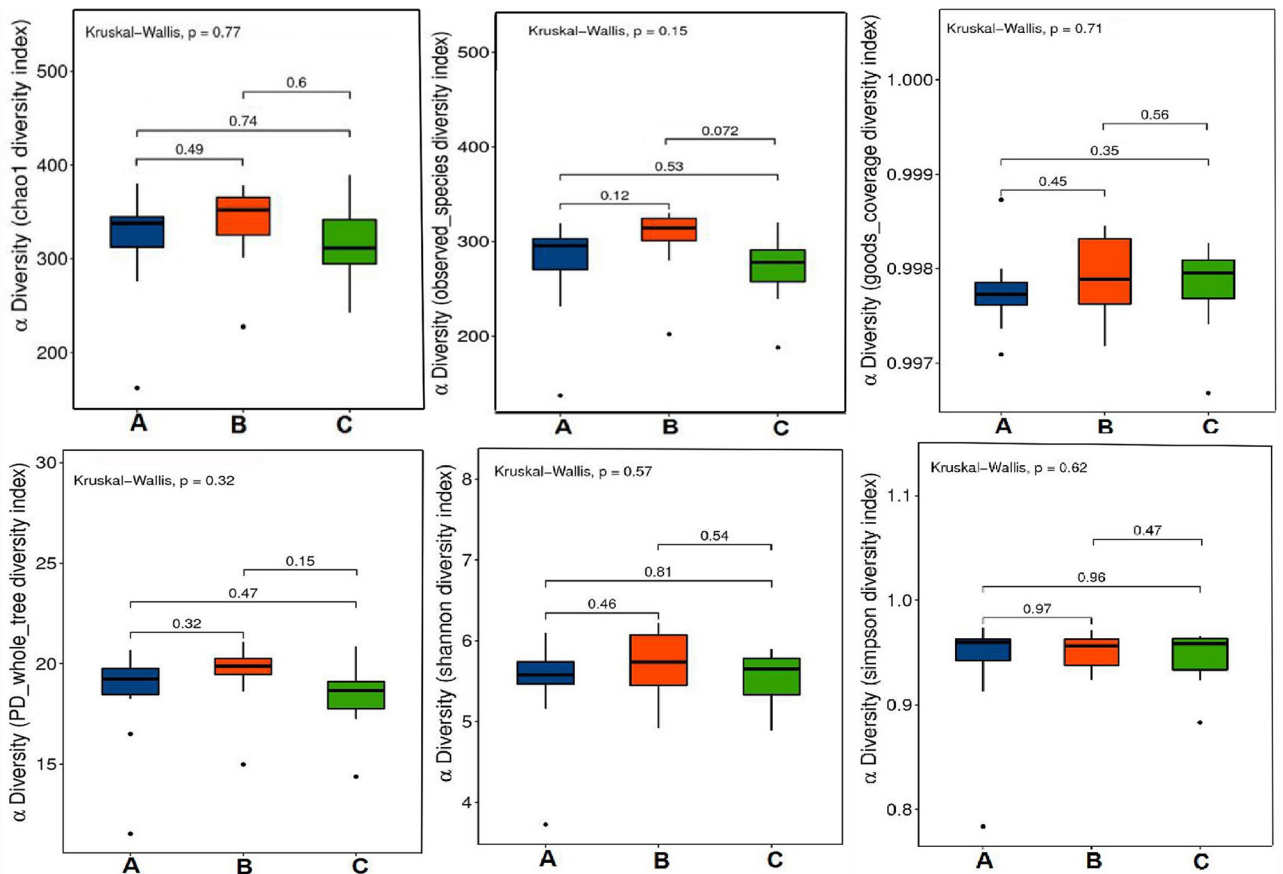 α Diversity (chao1 diversity index)
Kruskal−Wallis, p = 0.77
500
400
300
200
0.6
0.74
0.49
A B C
α Diversity (observed_species diversity index)
Kruskal−Wallis, p = 0.15
500
400
300
200
0.072
0.53
0.12
A B C
α Diversity (goods_coverage diversity index)
Kruskal−Wallis, p = 0.71
1.000
0.999
0.998
0.997
0.56
0.35
0.45
A B C
α Diversity (PD_whole_tree diversity index)
Kruskal−Wallis, p = 0.32
30
25
20
15
0.15
0.47
0.32
A B C
α Diversity (shannon diversity index)
Kruskal−Wallis, p = 0.57
8
7
6
5
4
0.54
0.81
0.46
A B C
α Diversity (simpson diversity index)
Kruskal−Wallis, p = 0.62
1.1
1.0
0.9
0.8
0.47
0.96
0.97
A B C